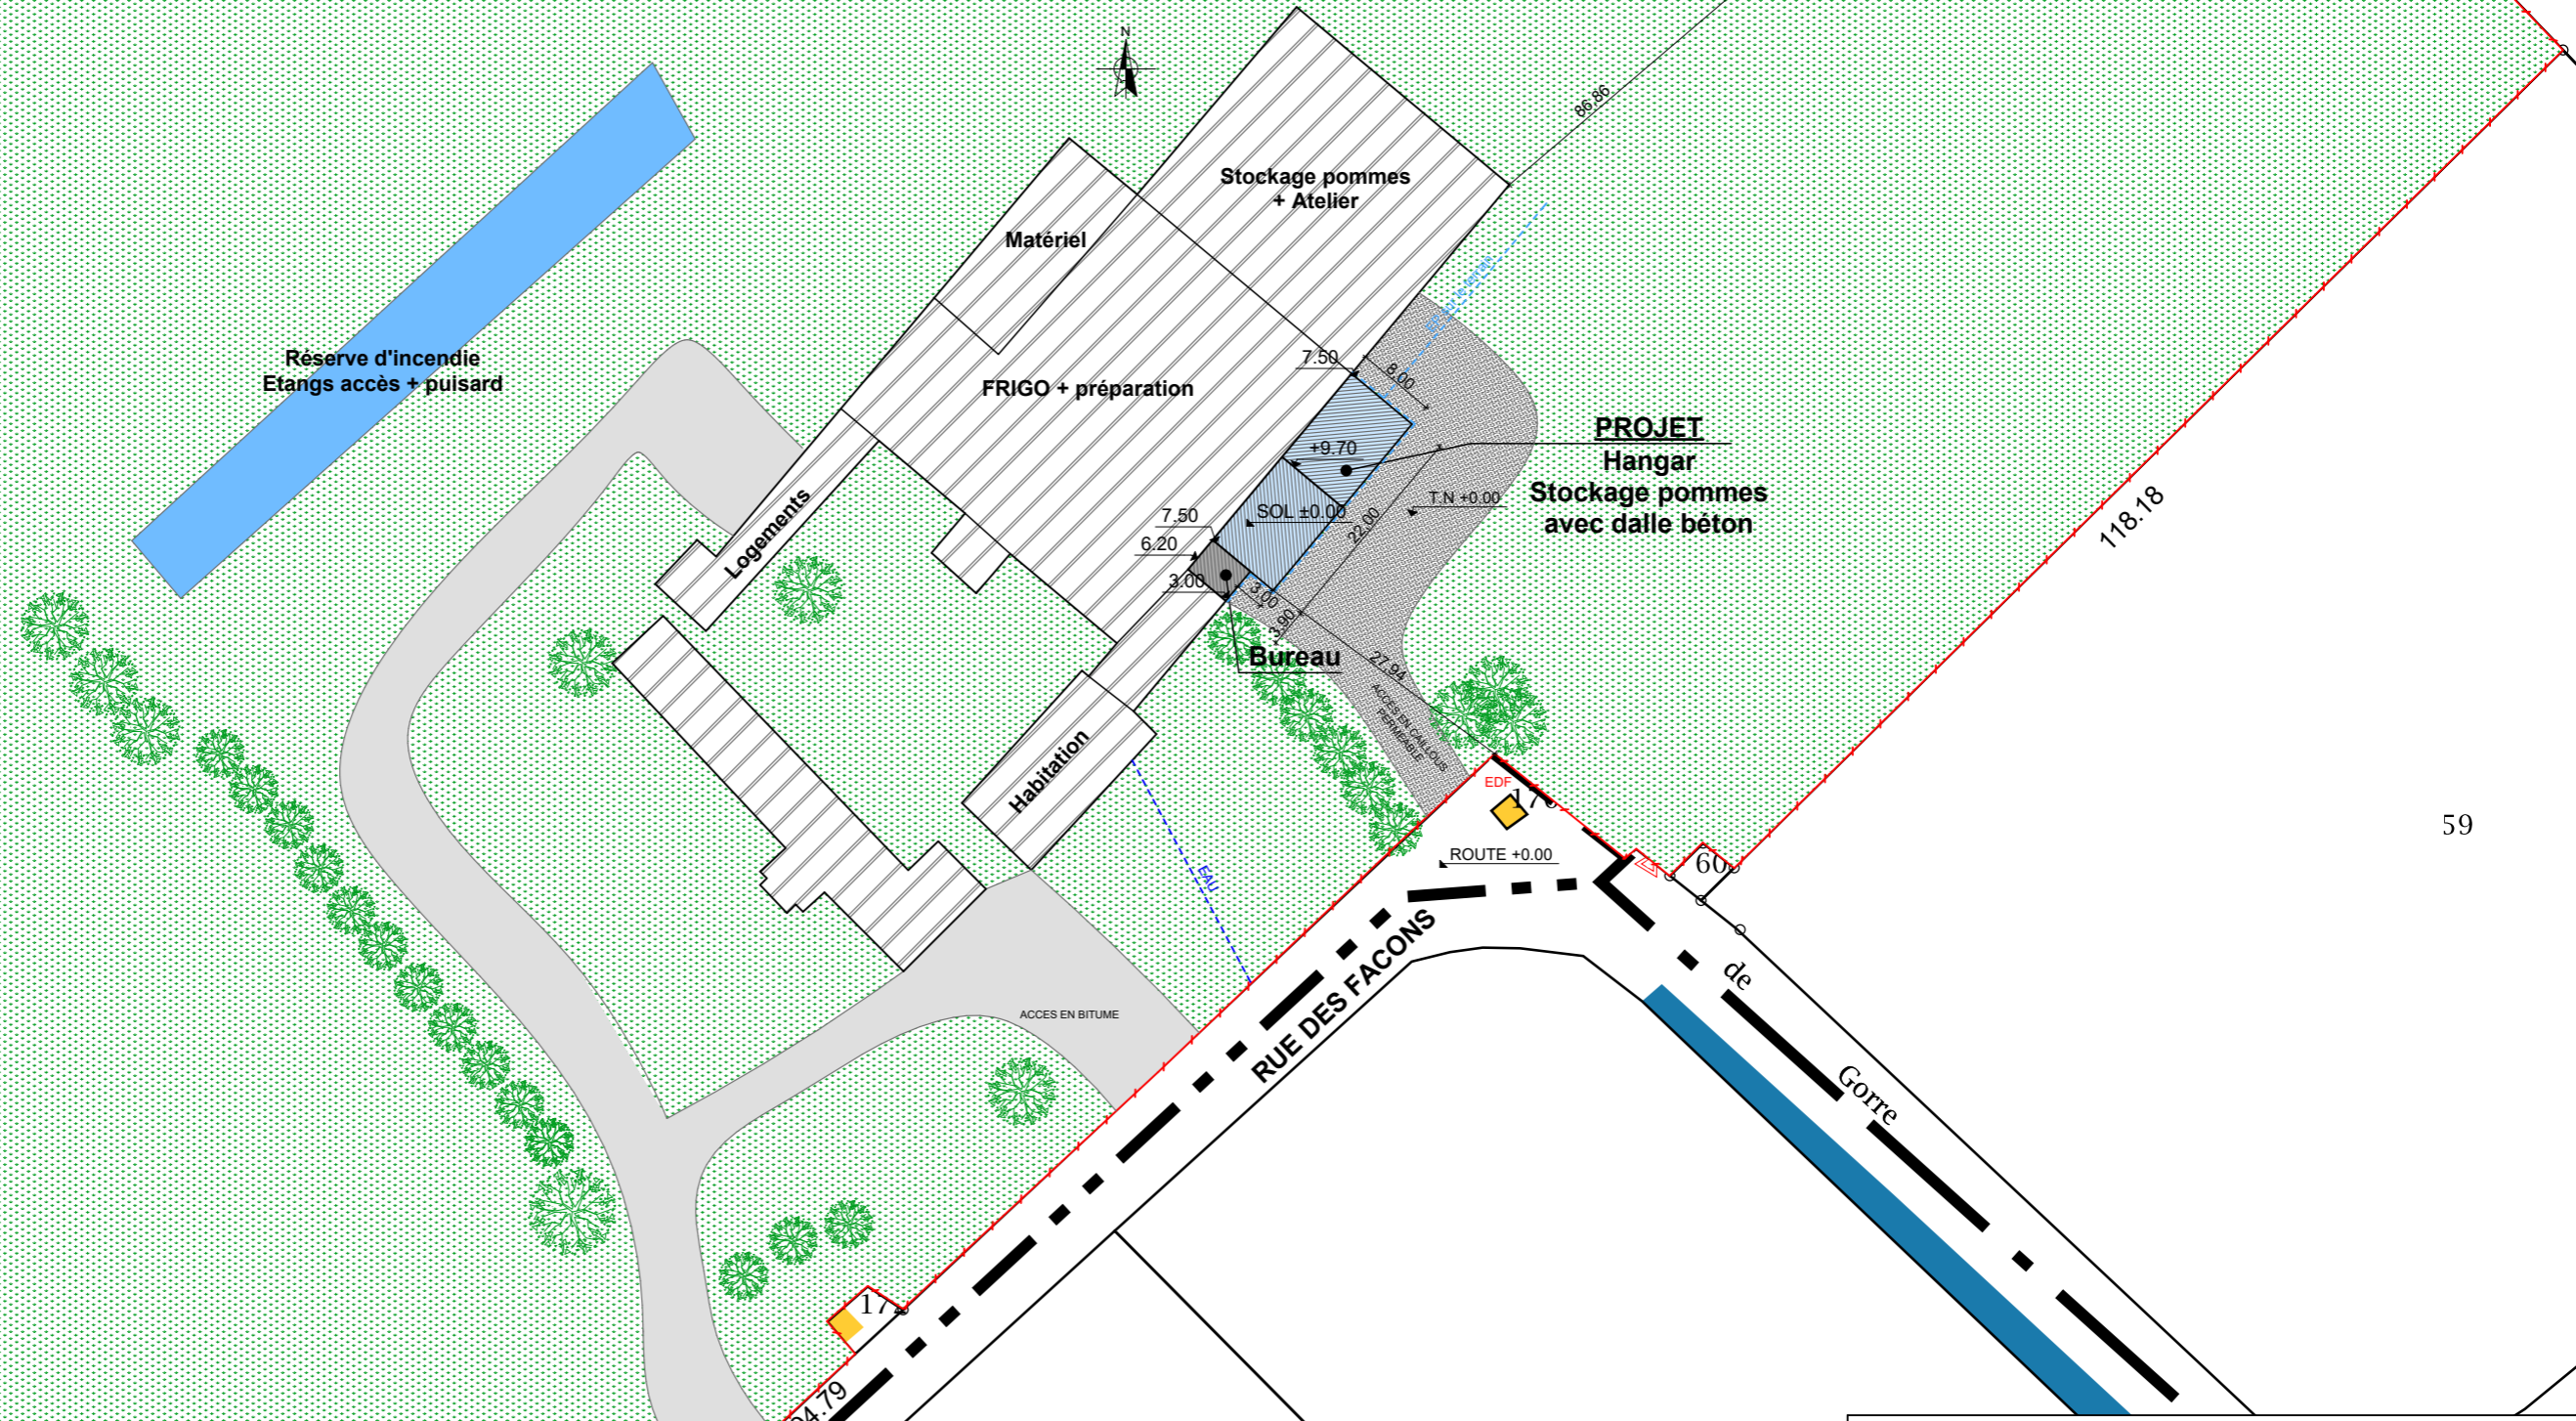 N
86,86
Stockage pommes
+ Atelier
Matériel
Réserve d'incendie
Etangs accès + puisard
FRIGO + préparation
7.50
8.00
PROJET
Hangar
Stockage pommes
avec dalle béton
+9.70
T.N +0.00
SOL ±0.00
22.00
118.18
7.50
6.20
3.00
3.00
3.90
Logements
Bureau
27.94
ACCES EN CAILLOUX
PERMEABLE
Habitation
EDF
ROUTE +0.00
60
59
EAU
RUE DES FACONS
de
Gorre
ACCES EN BITUME